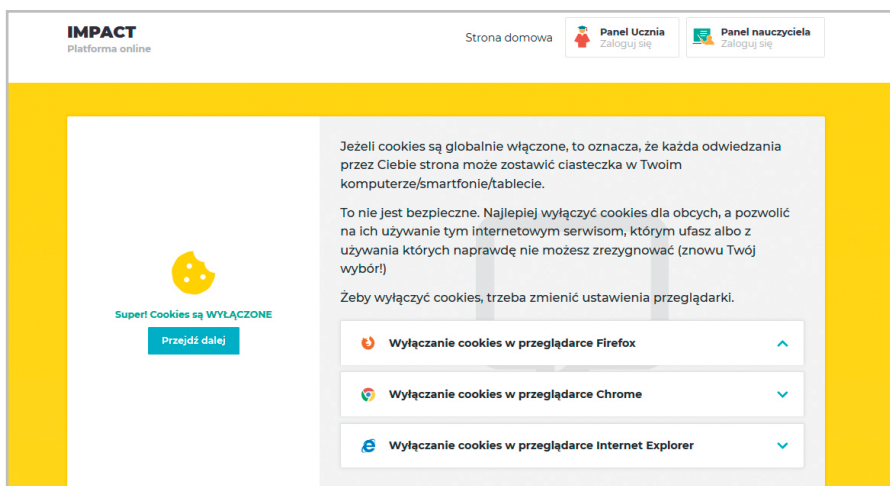 IMPACT
Platforma online
Strona domowa
Panel Ucznia
Zaloguj się
Panel nauczyciela
Zaloguj się
Jeżeli cookies są globalnie włączone, to oznacza, że każda odwiedzania
przez Ciebie strona może zostawić ciasteczka w Twoim
komputerze/smartfonie/tablecie.
To nie jest bezpieczne. Najlepiej wyłączyć cookies dla obcych, a pozwolić
na ich używanie tym internetowym serwisom, którym ufasz albo z
używania których naprawdę nie możesz zrezygnować (znowu Twój
wybór!)
Żeby wyłączyć cookies, trzeba zmienić ustawienia przeglądarki.
Super! Cookies są WYŁĄCZONE
Przejdź dalej
Wyłączanie cookies w przeglądarce Firefox
Wyłączanie cookies w przeglądarce Chrome
Wyłączanie cookies w przeglądarce Internet Explorer